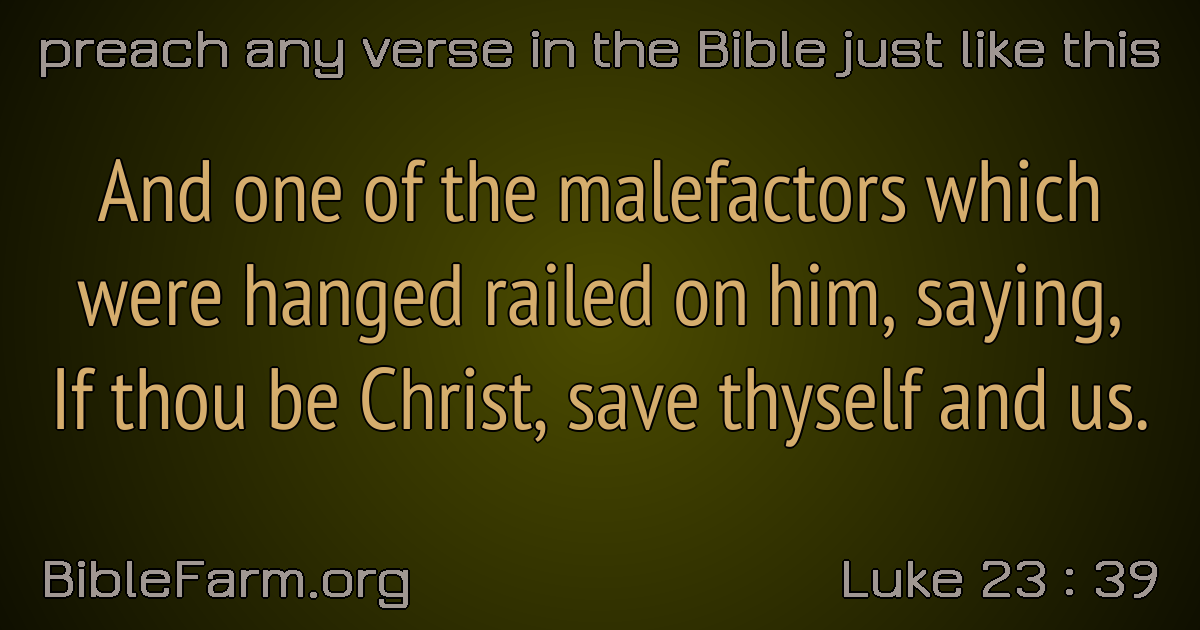 preach any verse in the Bible just like this
And one of the malefactors which
were hanged railed on him, saying,
If thou be Christ, save thyself and us.
BibleFarm.org
Luke 23 : 39